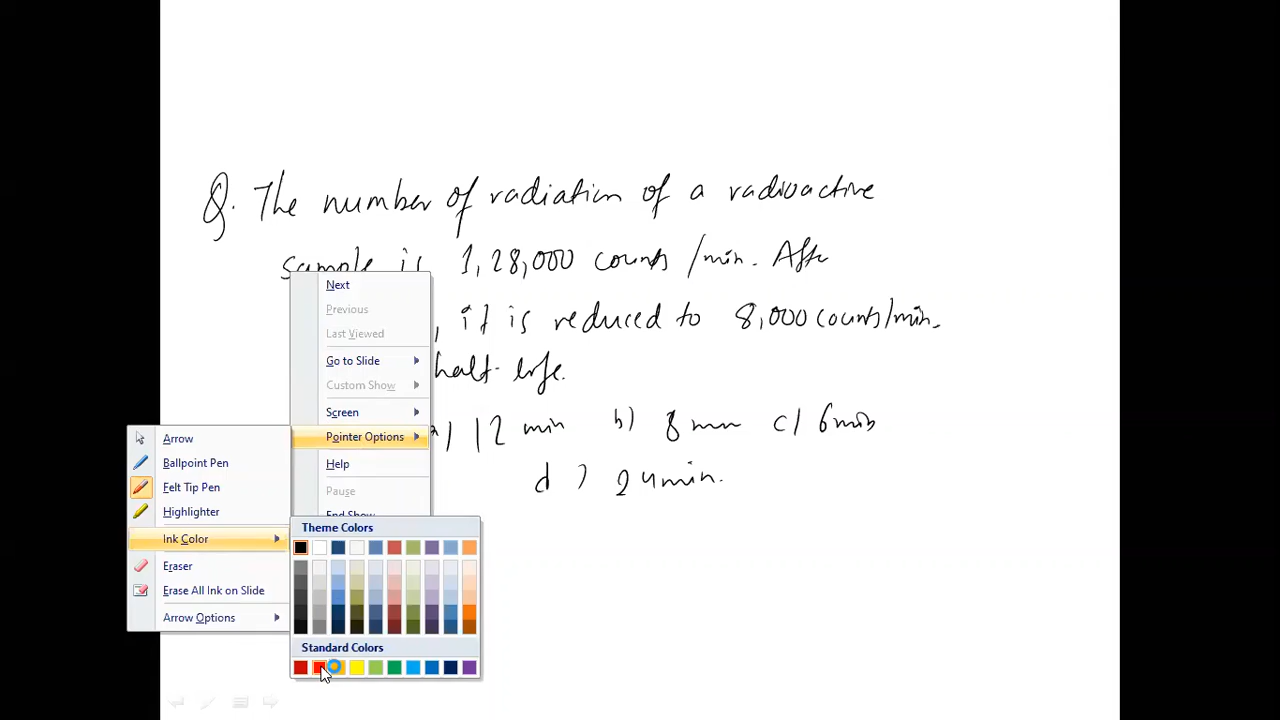 Q. The number of radiation of a radioactive
sample is 1,28,000 counts /min. After
, it is reduced to 8,000 counts/min.
half-life.
a) 12 min b) 8 min c) 6 min
d) 24 min.
Next
Previous
Last Viewed
Go to Slide
Custom Show
Screen
Pointer Options
Help
Pause
End Show
Arrow
Ballpoint Pen
Felt Tip Pen
Highlighter
Ink Color
Eraser
Erase All Ink on Slide
Arrow Options
Theme Colors
Standard Colors